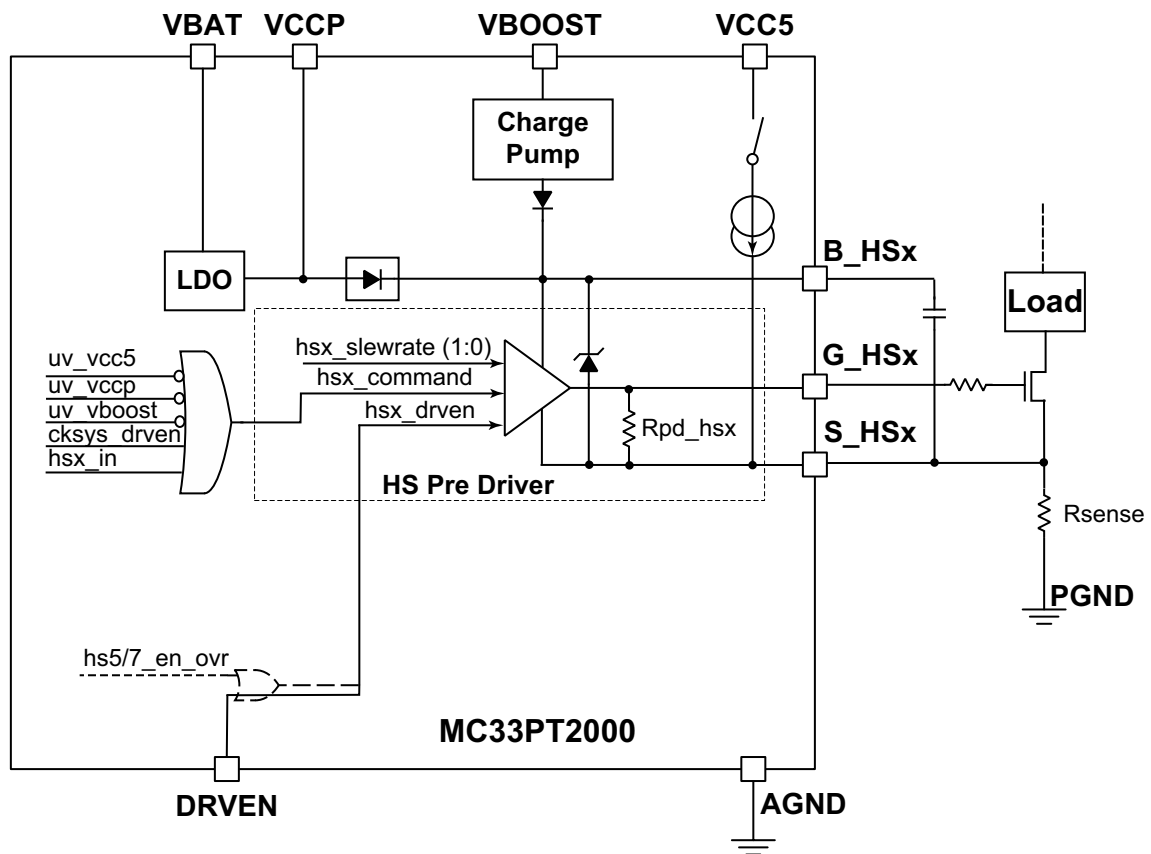 VBAT VCCP VBOOST VCC5
Charge
Pump
B_HSx
LDO
Load
hsx_slewrate (1:0)
G_HSx
uv_vcc5
hsx_command
uv_vccp
uv_vboost
hsx_drven
cksys_drven
Rpd_hsx
S_HSx
hsx_in
HS Pre Driver
Rsense
PGND
hs5/7_en_ovr
MC33PT2000
DRVEN
AGND